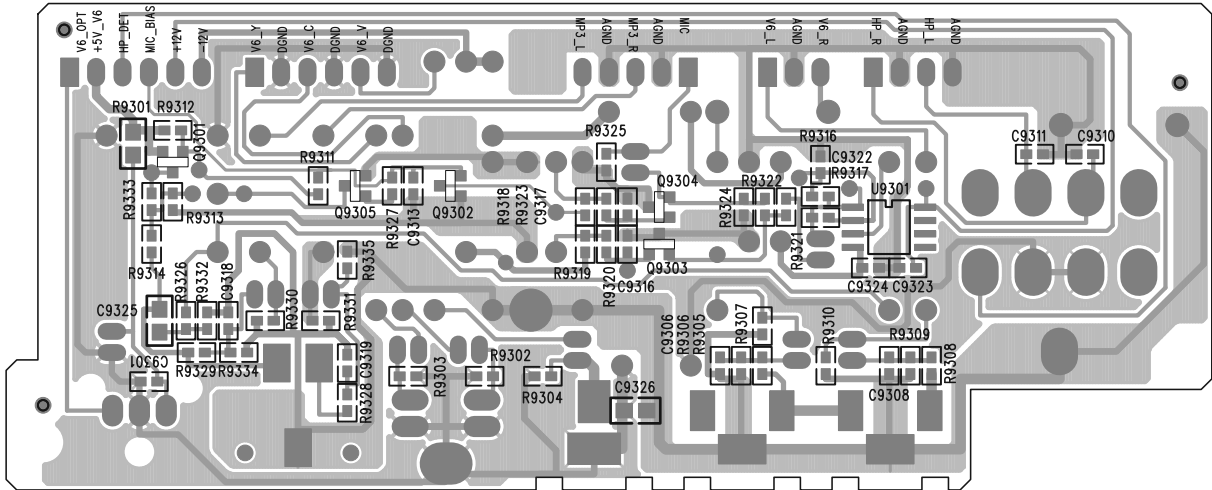 V6_OPT
+5V_V6
HP_DET
MIC_BIAS
+12V
-12V
V6_Y
DGND
V6_C
DGND
V6_V
DGND
MP3_L
AGND
MP3_R
AGND
MIC
V6_L
AGND
V6_R
HP_R
AGND
HP_L
AGND
R9301
R9312
Q9301
R9311
R9325
R9316
C9322
R9317
C9311
C9310
R9333
R9313
Q9305
R9327
C9313
Q9302
R9318
R9323
C9317
Q9304
R9324
R9322
U9301
R9314
R9335
R9319
R9320
C9316
Q9303
R9321
C9324
C9323
C9325
R9326
R9332
C9318
R9330
R9331
C9306
R9306
R9305
R9307
R9310
R9309
R9308
C9301
R9329
R9334
C9319
R9328
R9303
R9302
R9304
C9326
C9308